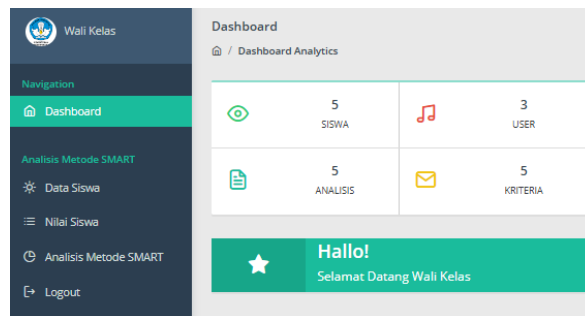 Wali Kelas
Navigation
Dashboard
Analisis Metode SMART
Data Siswa
Nilai Siswa
Analisis Metode SMART
Logout
Dashboard
/ Dashboard Analytics
5
SISWA
3
USER
5
ANALISIS
5
KRITERIA
Hallo!
Selamat Datang Wali Kelas